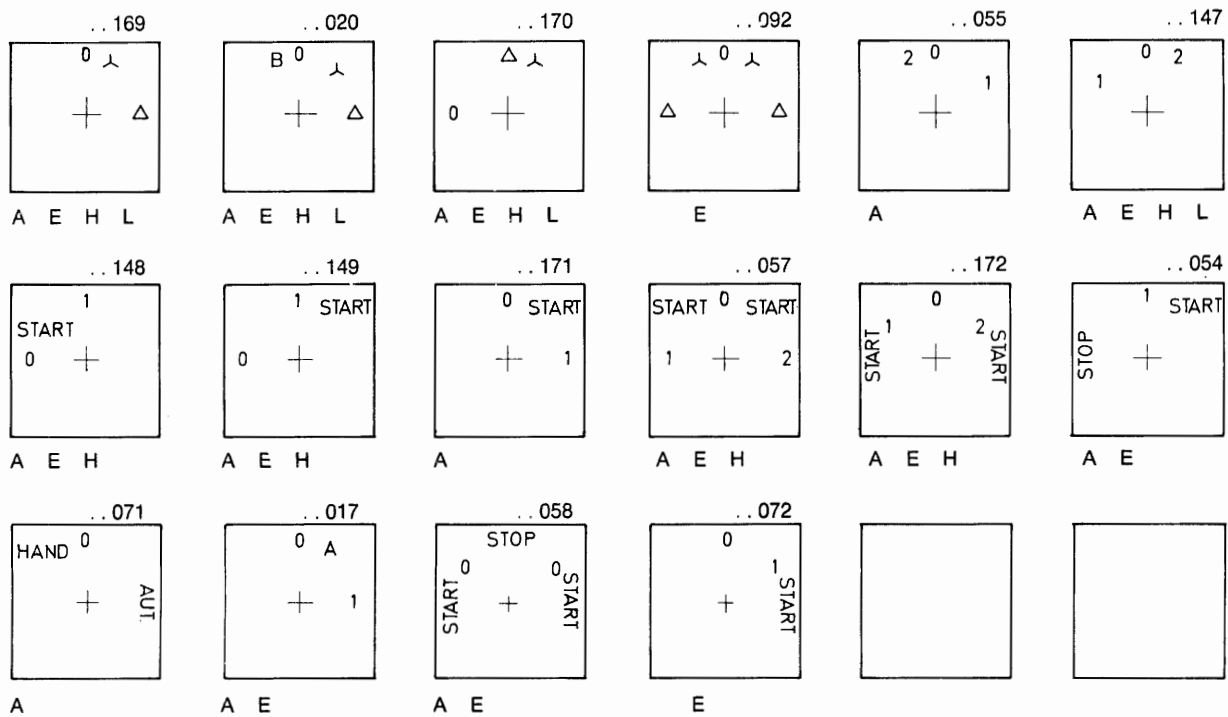 ..169 ..020 ..170 ..092 ..055 ..147
0 B 0 0 2 0 0 2
1 1
Δ Δ 0 Δ Δ Δ
A E H L A E H L A E H L E A A E H L
..148 ..149 ..171 ..057 ..172 ..054
1 1 0 0 0 1
START START START START START START
1 2
0 0 1 1 2 START START STOP
A E H A E H A A E H A E H A E
..071 ..017 ..058 ..072
0 0 STOP 0
HAND A
0 0 1
AUT. 1 START START START
A A E A E E